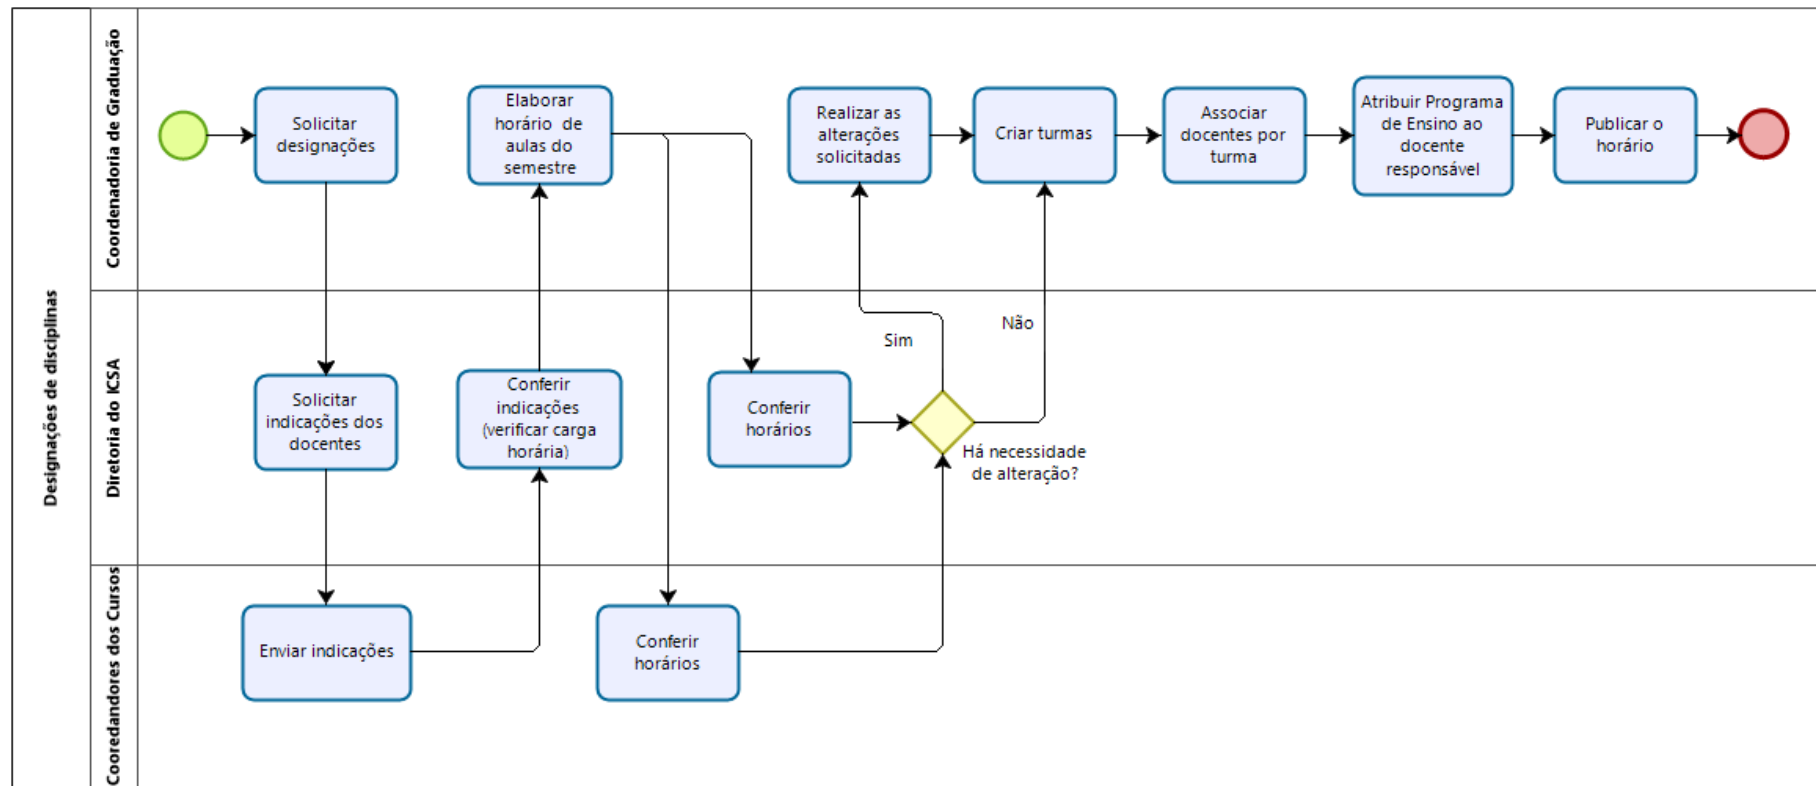 Designações de disciplinas
Coordenadoria de Graduação
Solicitar
designações
Elaborar
horário de
aulas do
semestre
Realizar as
alterações
solicitadas
Criar turmas
Associar
docentes por
turma
Atribuir Programa
de Ensino ao
docente
responsável
Publicar o
horário
Diretoria do ICSA
Solicitar
indicações dos
docentes
Conferir
indicações
(verificar carga
horária)
Conferir
horários
Sim
Não
Há necessidade
de alteração?
Cooredandores dos Cursos
Enviar indicações
Conferir
horários